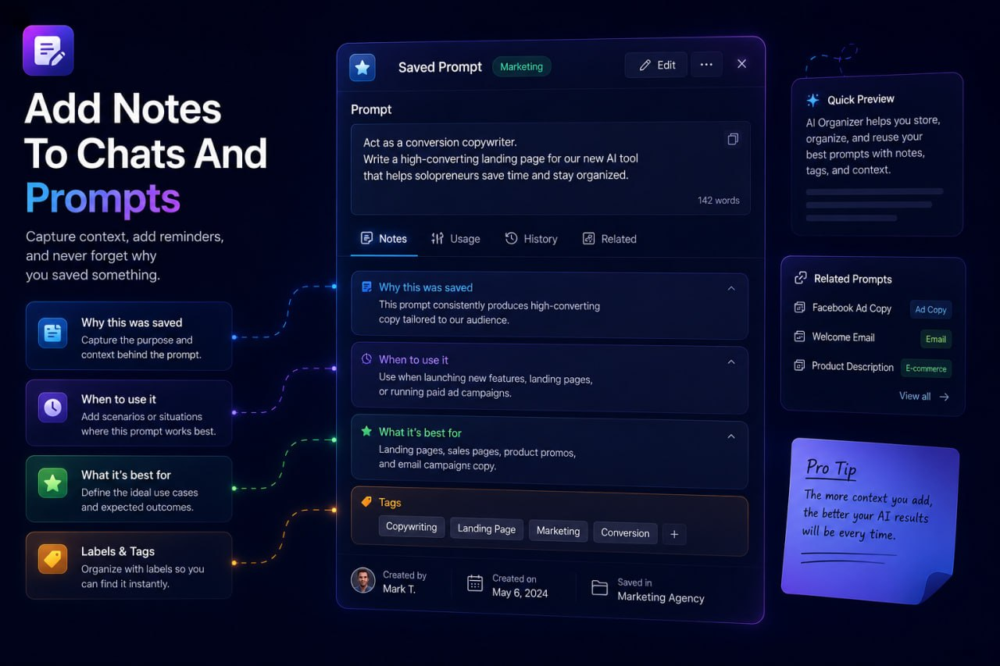 Add Notes
To Chats And
Prompts
Capture context, add reminders,
and never forget why
you saved something.
Why this was saved
Capture the purpose and
context behind the prompt.
When to use it
Add scenarios or situations
where this prompt works best.
What it's best for
Define the ideal use cases
and expected outcomes.
Labels & Tags
Organize with labels so you
can find it instantly.
Saved Prompt
Marketing
Edit
Prompt
Act as a conversion copywriter.
Write a high-converting landing page for our new AI tool
that helps solopreneurs save time and stay organized.
142 words
Notes
Usage
History
Related
Why this was saved
This prompt consistently produces high-converting
copy tailored to our audience.
When to use it
Use when launching new features, landing pages,
or running paid ad campaigns.
What it's best for
Landing pages, sales pages, product promos,
and email campaigns copy.
Tags
Copywriting
Landing Page
Marketing
Conversion
Created by
Mark T.
Created on
May 6, 2024
Saved in
Marketing Agency
Quick Preview
AI Organizer helps you store,
organize, and reuse your
best prompts with notes,
tags, and context.
Related Prompts
Facebook Ad Copy
Ad Copy
Welcome Email
Email
Product Description
E-commerce
View all
Pro Tip
The more context you add,
the better your AI results
will be every time.